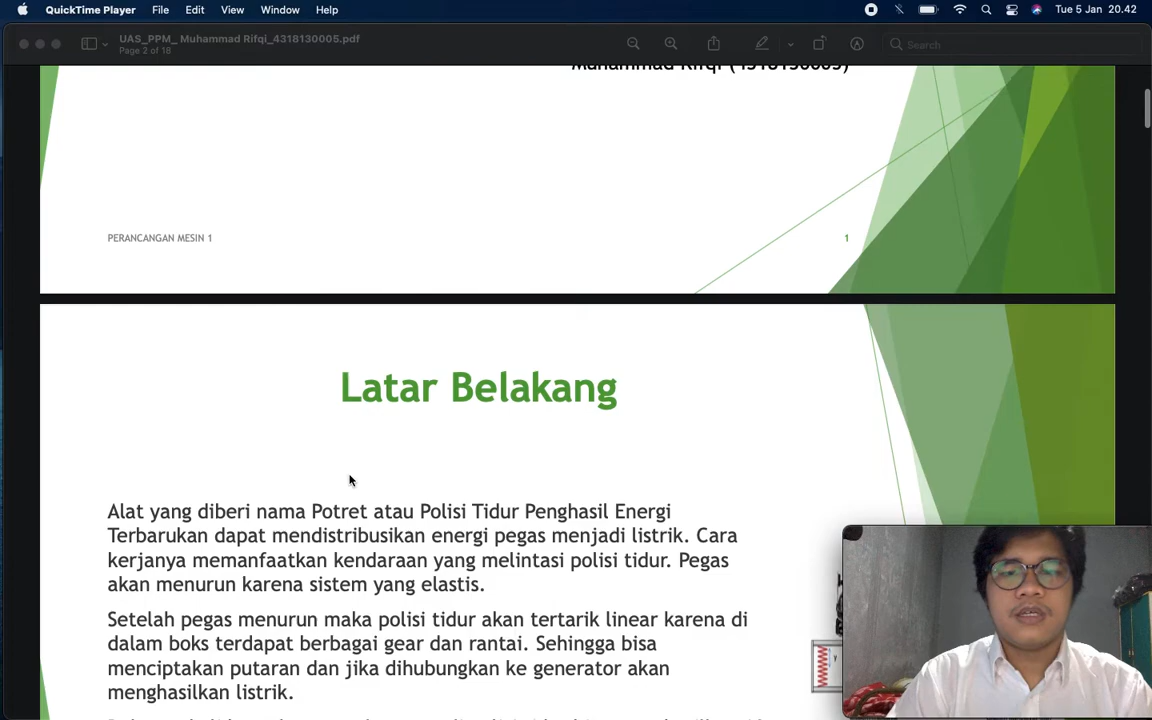 QuickTime Player File Edit View Window Help Tue 5 Jan 20.42
UAS_PPM_ Muhammad Rifqi_4318130005.pdf
Page 2 of 18
Search
Muhammad Rifqi (4318130005)
PERANCANGAN MESIN 1
1
Latar Belakang
Alat yang diberi nama Potret atau Polisi Tidur Penghasil Energi
Terbarukan dapat mendistribusikan energi pegas menjadi listrik. Cara
kerjanya memanfaatkan kendaraan yang melintasi polisi tidur. Pegas
akan menurun karena sistem yang elastis.
Setelah pegas menurun maka polisi tidur akan tertarik linear karena di
dalam boks terdapat berbagai gear dan rantai. Sehingga bisa
menciptakan putaran dan jika dihubungkan ke generator akan
menghasilkan listrik.